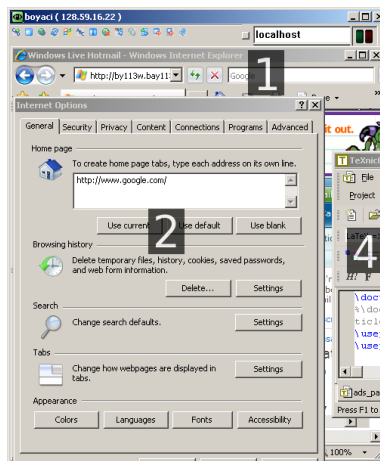 boyaci ( 128.59.16.22 )
localhost
Windows Live Hotmail - Windows Internet Explorer
http://by113w.bay11
Google
1
Internet Options
General Security Privacy Content Connections Programs Advanced
it out.
Home page
To create home page tabs, type each address on its own line.
http://www.google.com/
Use current Use default Use blank
2
Browsing history
Delete temporary files, history, cookies, saved passwords,
and web form information.
Delete... Settings
Search
Change search defaults.
Settings
Tabs
Change how webpages are displayed in
tabs.
Settings
Appearance
Colors Languages Fonts Accessibility
TeXnic
File
Project
4
H! F
\doc
%\do
ticle
\use
\use
ads_pa
Press F1 to
100%